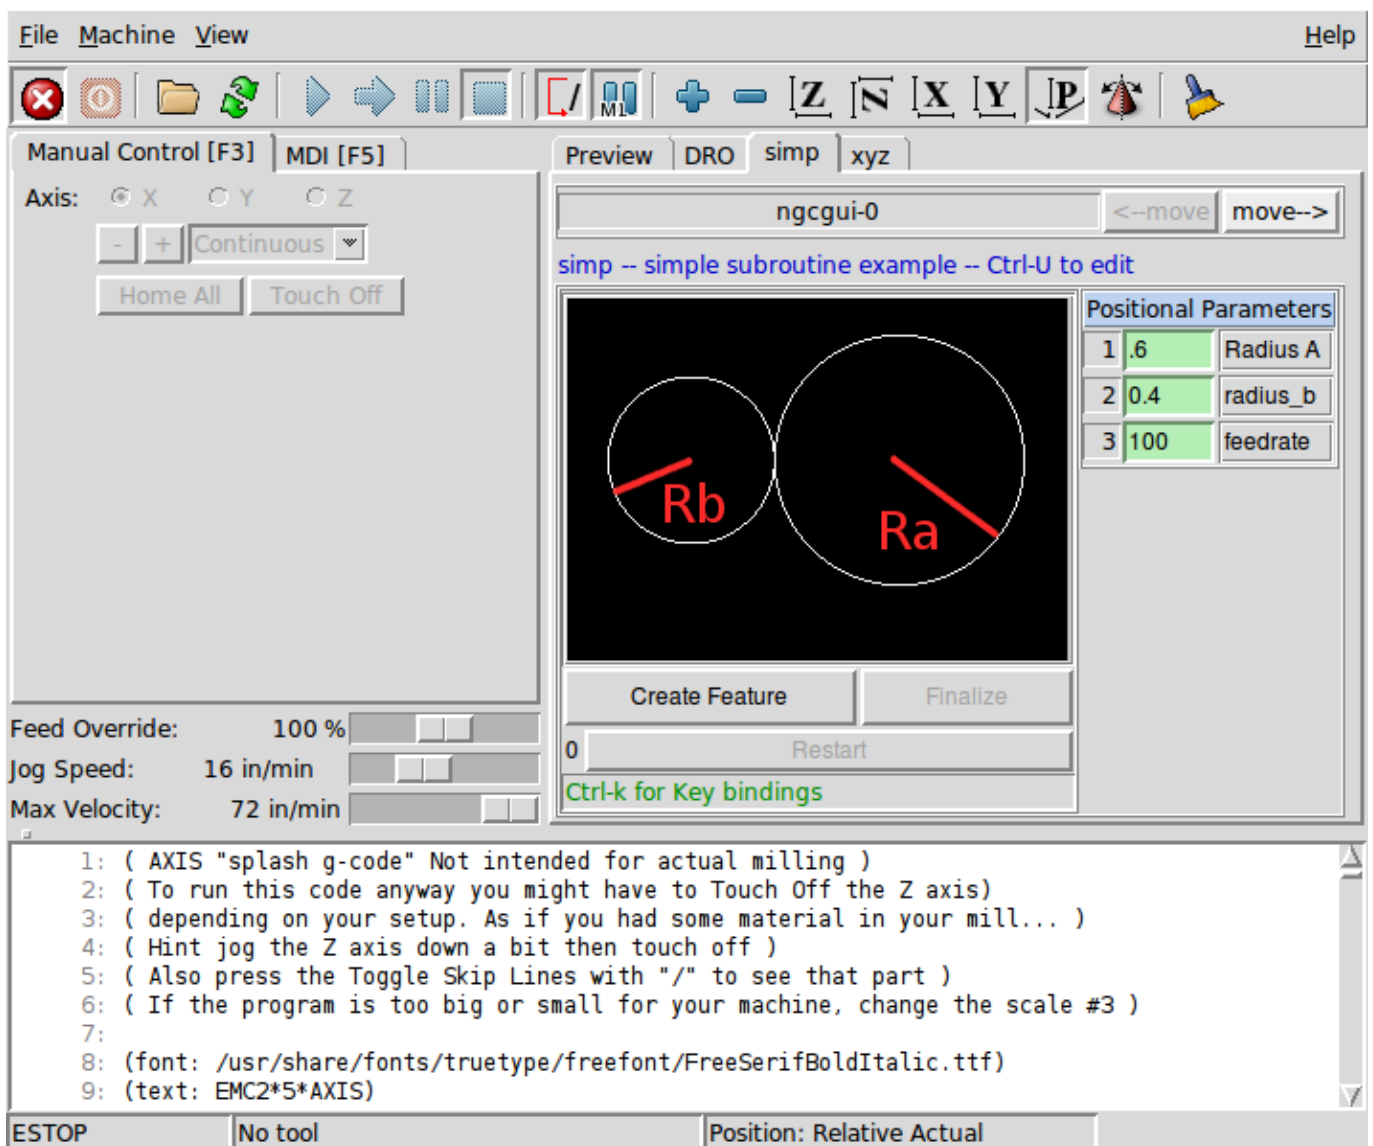 File Machine View Help
M1 Z N X Y P
Manual Control [F3] MDI [F5]
Preview DRO simp xyz
Axis: X Y Z
- + Continuous
Home All Touch Off
ngcgui-0 <--move move-->
simp -- simple subroutine example -- Ctrl-U to edit
Rb
Ra
Positional Parameters
1 .6 Radius A
2 0.4 radius_b
3 100 feedrate
Create Feature Finalize
0 Restart
Ctrl-k for Key bindings
Feed Override: 100 %
Jog Speed: 16 in/min
Max Velocity: 72 in/min
1: ( AXIS "splash g-code" Not intended for actual milling )
2: ( To run this code anyway you might have to Touch Off the Z axis)
3: ( depending on your setup. As if you had some material in your mill... )
4: ( Hint jog the Z axis down a bit then touch off )
5: ( Also press the Toggle Skip Lines with "/" to see that part )
6: ( If the program is too big or small for your machine, change the scale #3 )
7:
8: (font: /usr/share/fonts/truetype/freefont/FreeSerifBoldItalic.ttf)
9: (text: EMC2*5*AXIS)
ESTOP No tool Position: Relative Actual